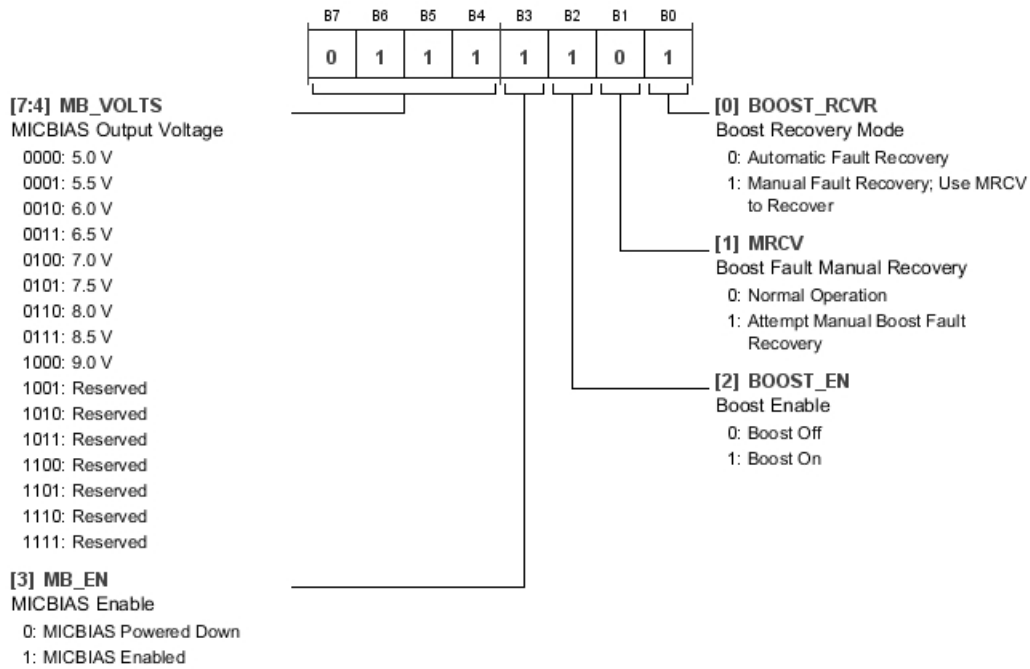 B7 B6 B5 B4 B3 B2 B1 B0
0 1 1 1 1 1 0 1
[7:4] MB_VOLTS
MICBIAS Output Voltage
0000: 5.0 V
0001: 5.5 V
0010: 6.0 V
0011: 6.5 V
0100: 7.0 V
0101: 7.5 V
0110: 8.0 V
0111: 8.5 V
1000: 9.0 V
1001: Reserved
1010: Reserved
1011: Reserved
1100: Reserved
1101: Reserved
1110: Reserved
1111: Reserved
[3] MB_EN
MICBIAS Enable
0: MICBIAS Powered Down
1: MICBIAS Enabled
[0] BOOST_RCVR
Boost Recovery Mode
0: Automatic Fault Recovery
1: Manual Fault Recovery; Use MRCV
to Recover
[1] MRCV
Boost Fault Manual Recovery
0: Normal Operation
1: Attempt Manual Boost Fault
Recovery
[2] BOOST_EN
Boost Enable
0: Boost Off
1: Boost On